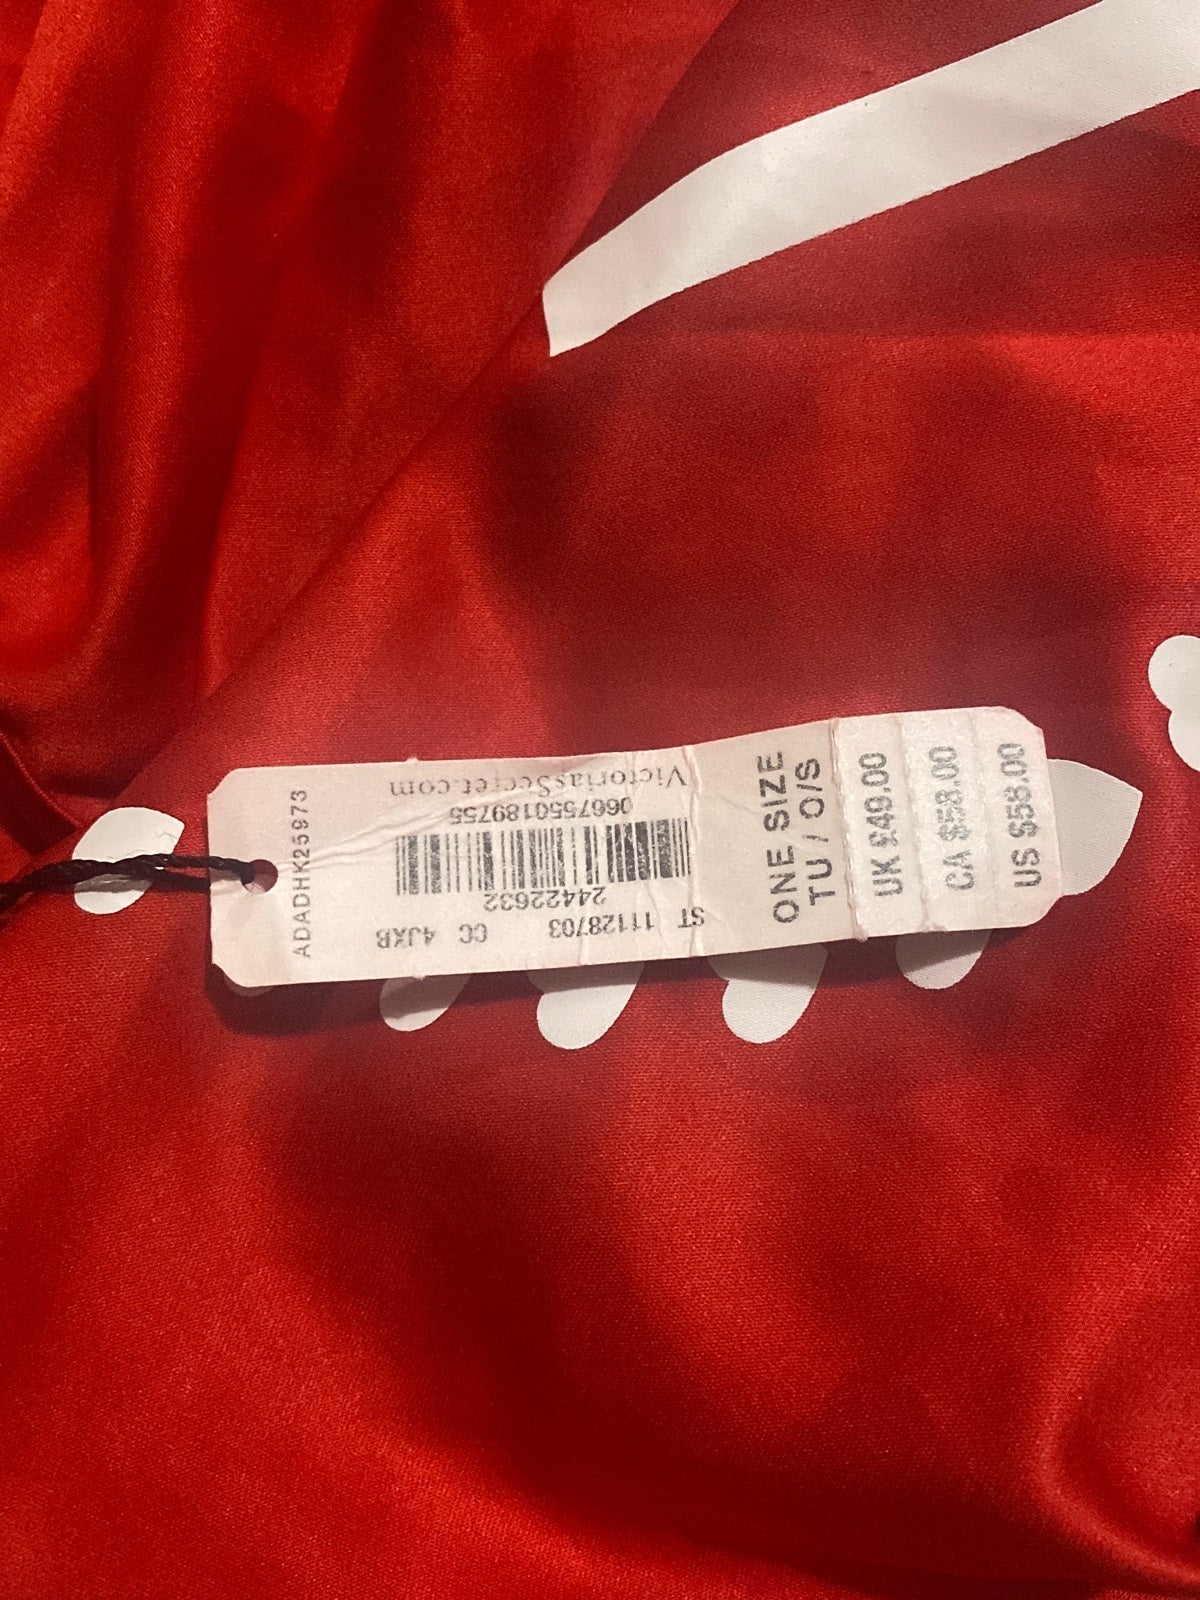 ADADHK25973
VictoriasSecret.com
0667550189755
24422632
ST 11128703 CC 4JXB
ONE SIZE
TU / O/S
UK £49.00
CA $58.00
US $58.00